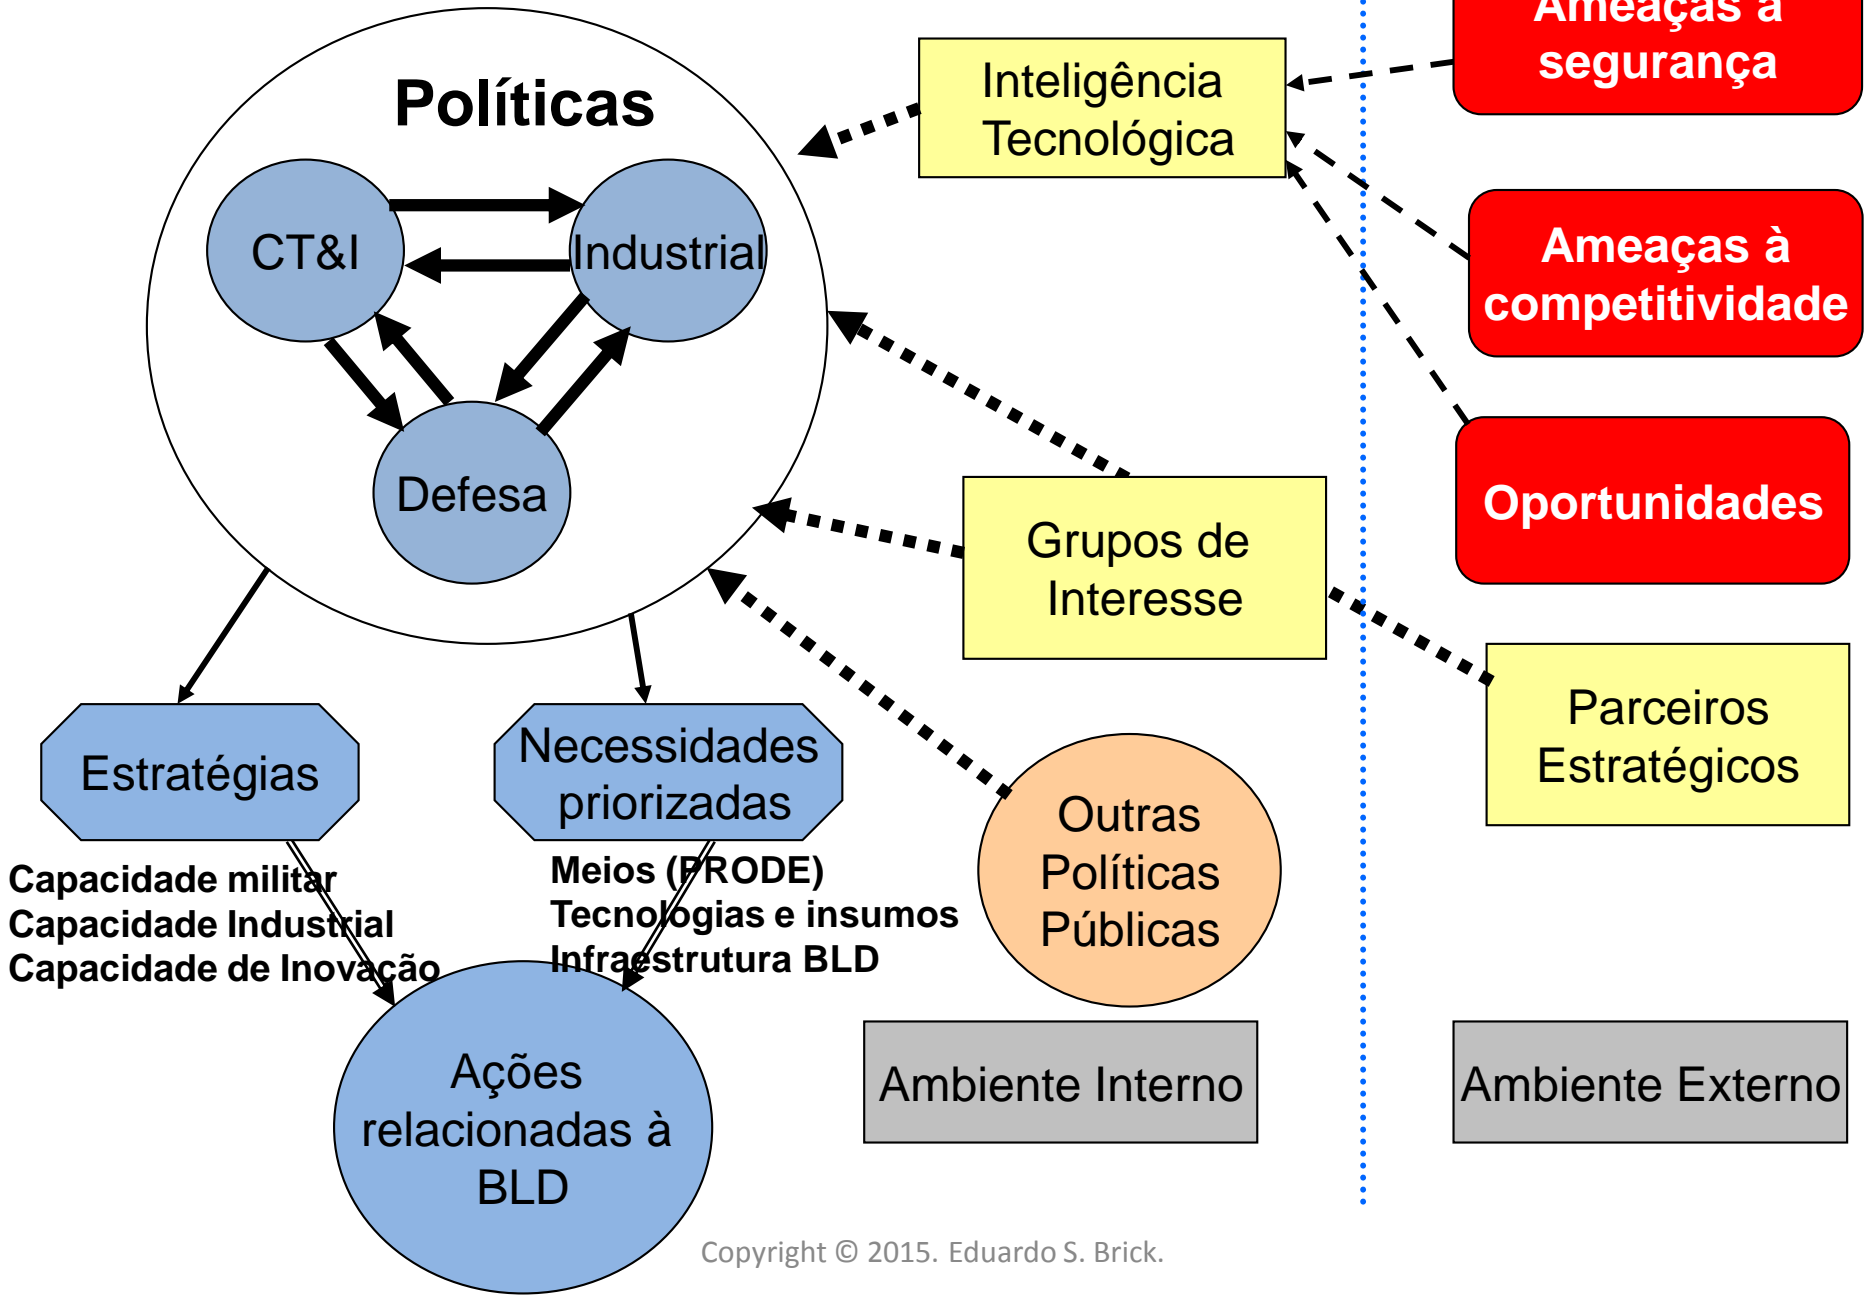 Políticas
CT&I
Industrial
Defesa
Inteligência
Tecnológica
Ameaças à
segurança
Ameaças à
competitividade
Oportunidades
Grupos de
Interesse
Parceiros
Estratégicos
Estratégias
Necessidades
priorizadas
Outras
Políticas
Públicas
Capacidade militar
Capacidade Industrial
Capacidade de Inovação
Meios (PRODE)
Tecnologias e insumos
Infraestrutura BLD
Ações
relacionadas à
BLD
Ambiente Interno
Ambiente Externo
Copyright © 2015. Eduardo S. Brick.